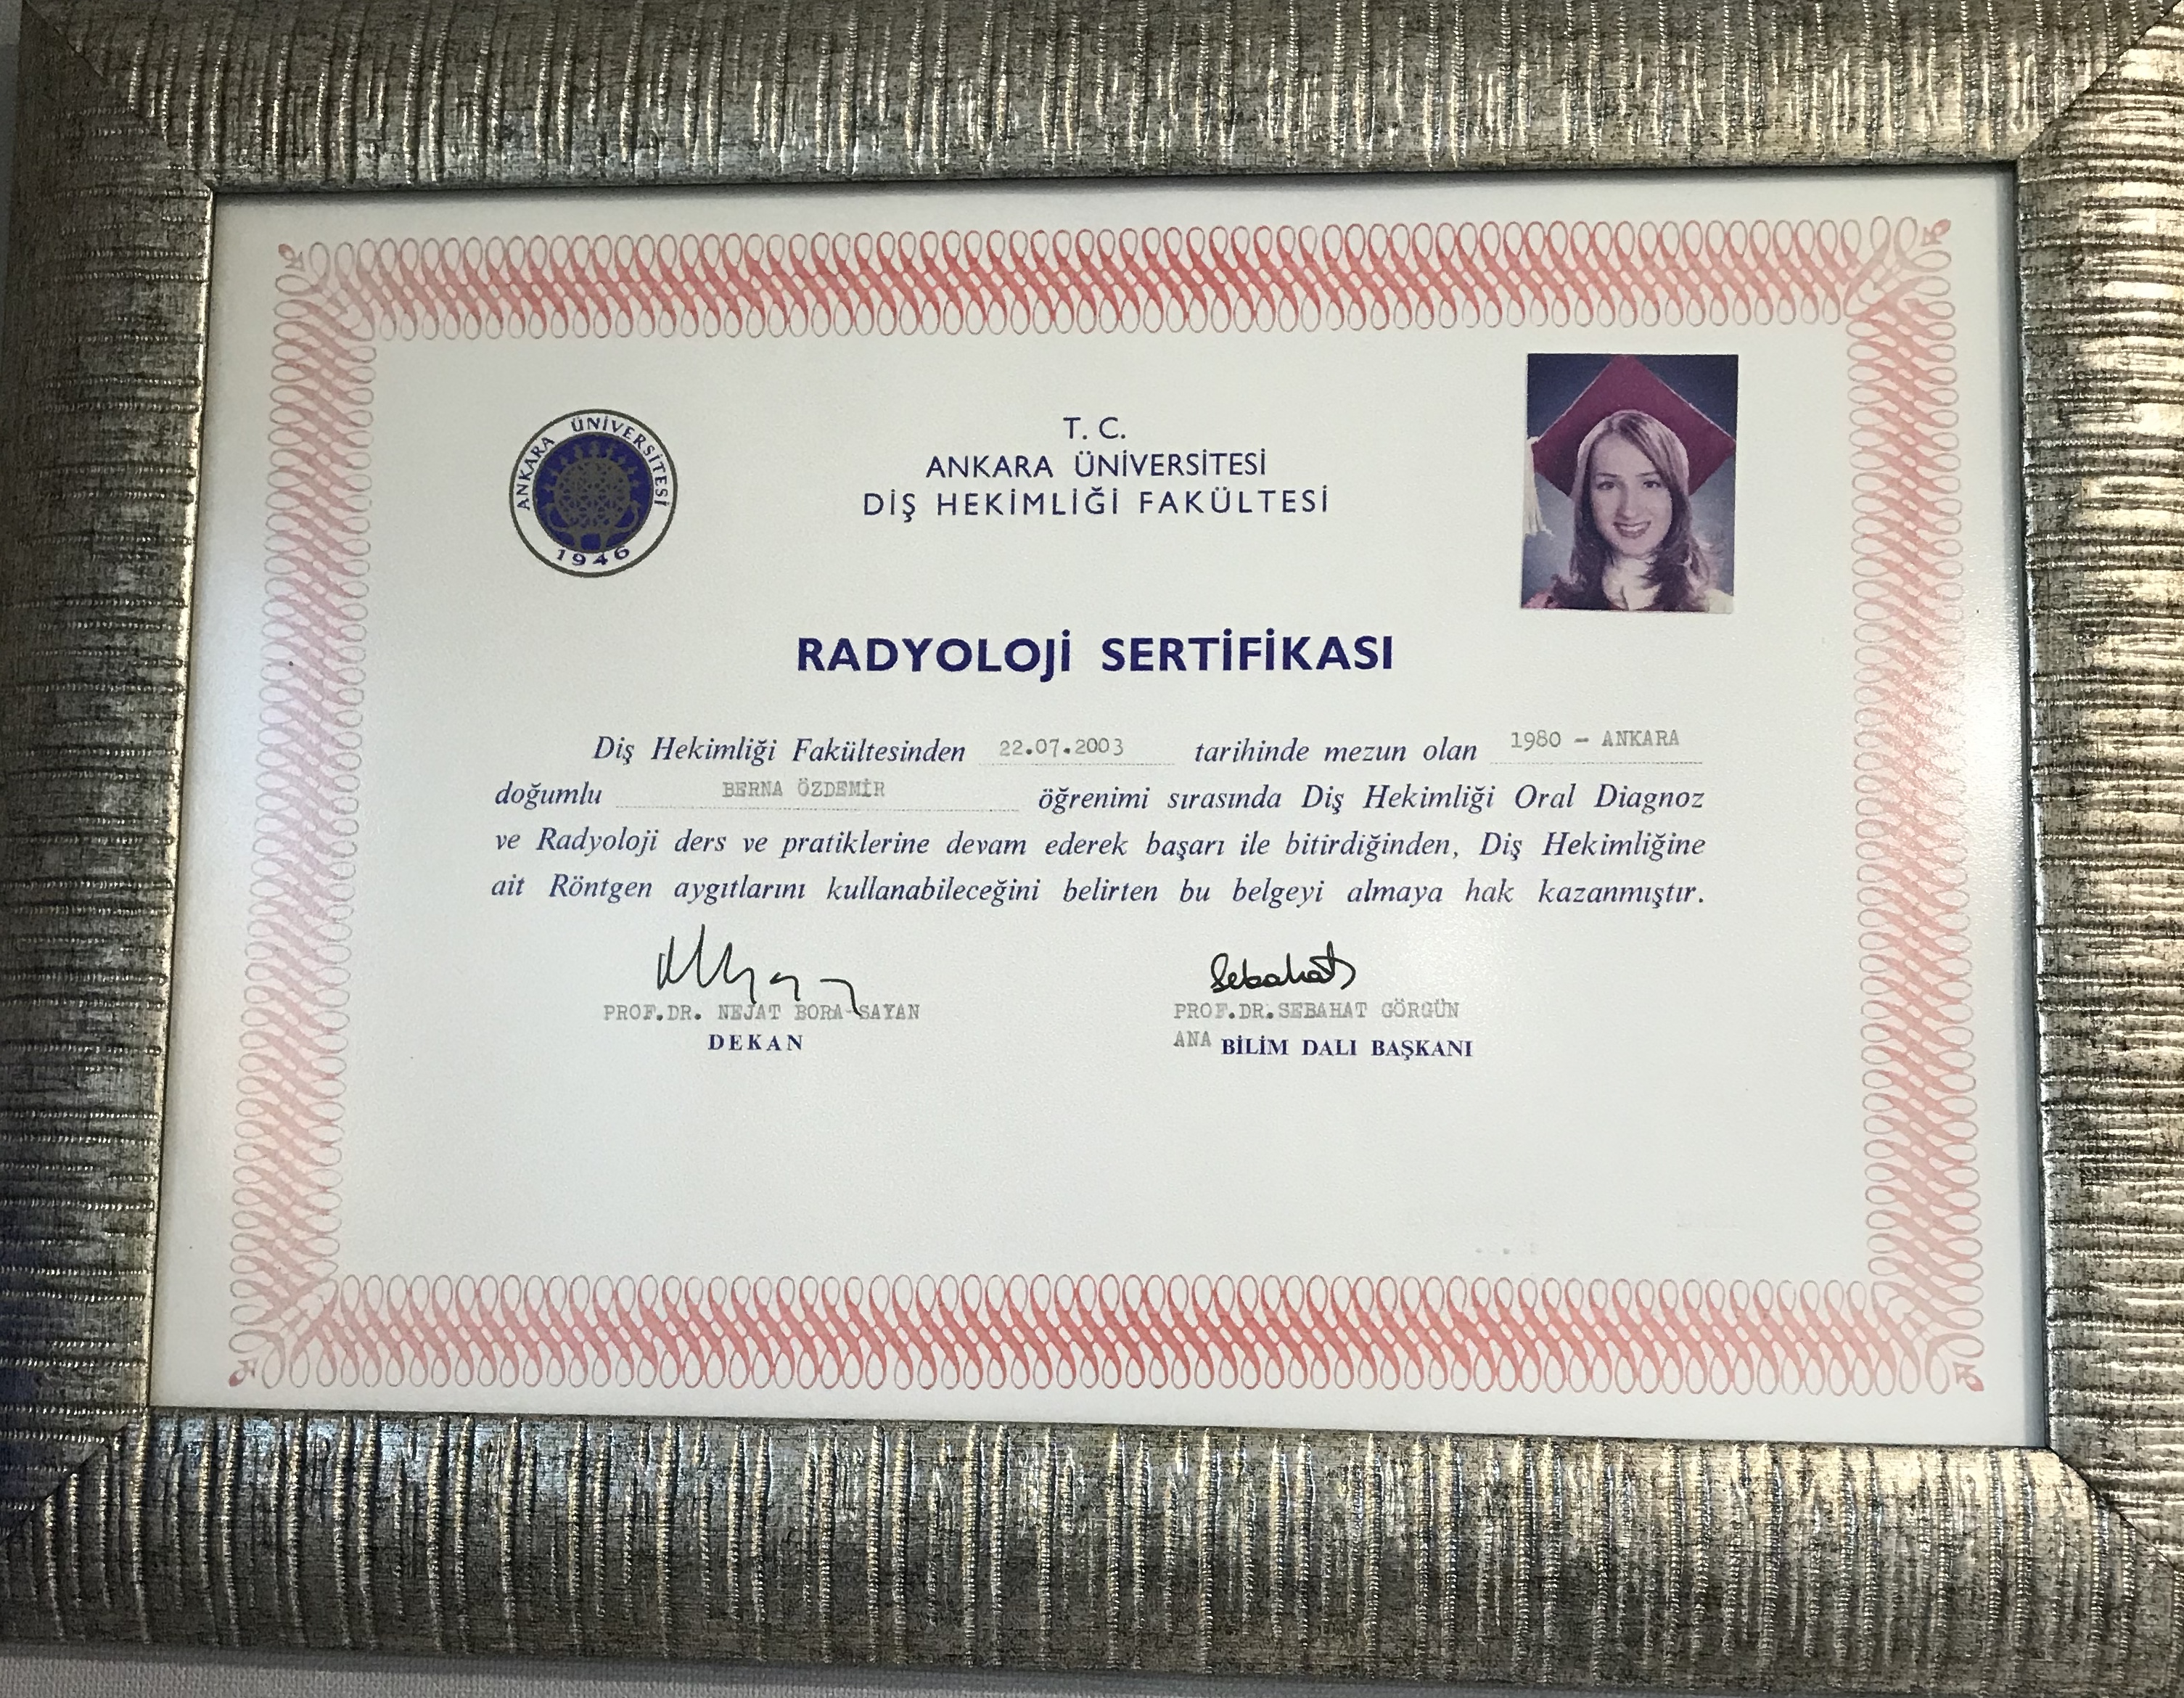 ANKARA ÜNİVERSİTESİ
1946
T. C.
ANKARA ÜNİVERSİTESİ
DİŞ HEKİMLİĞİ FAKÜLTESİ
RADYOLOJİ SERTİFİKASI
Diş Hekimliği Fakültesinden 22.07.2003 tarihinde mezun olan 1980 - ANKARA
doğumlu BERNA ÖZDEMİR öğrenimi sırasında Diş Hekimliği Oral Diagnoz
ve Radyoloji ders ve pratiklerine devam ederek başarı ile bitirdiğinden, Diş Hekimliğine
ait Röntgen aygıtlarını kullanabileceğini belirten bu belgeyi almaya hak kazanmıştır.
Sebahat
PROF.DR. NEJAT BORA SAYAN
DEKAN
PROF.DR.SEBAHAT GÖRGÜN
ANA BİLİM DALI BAŞKANI